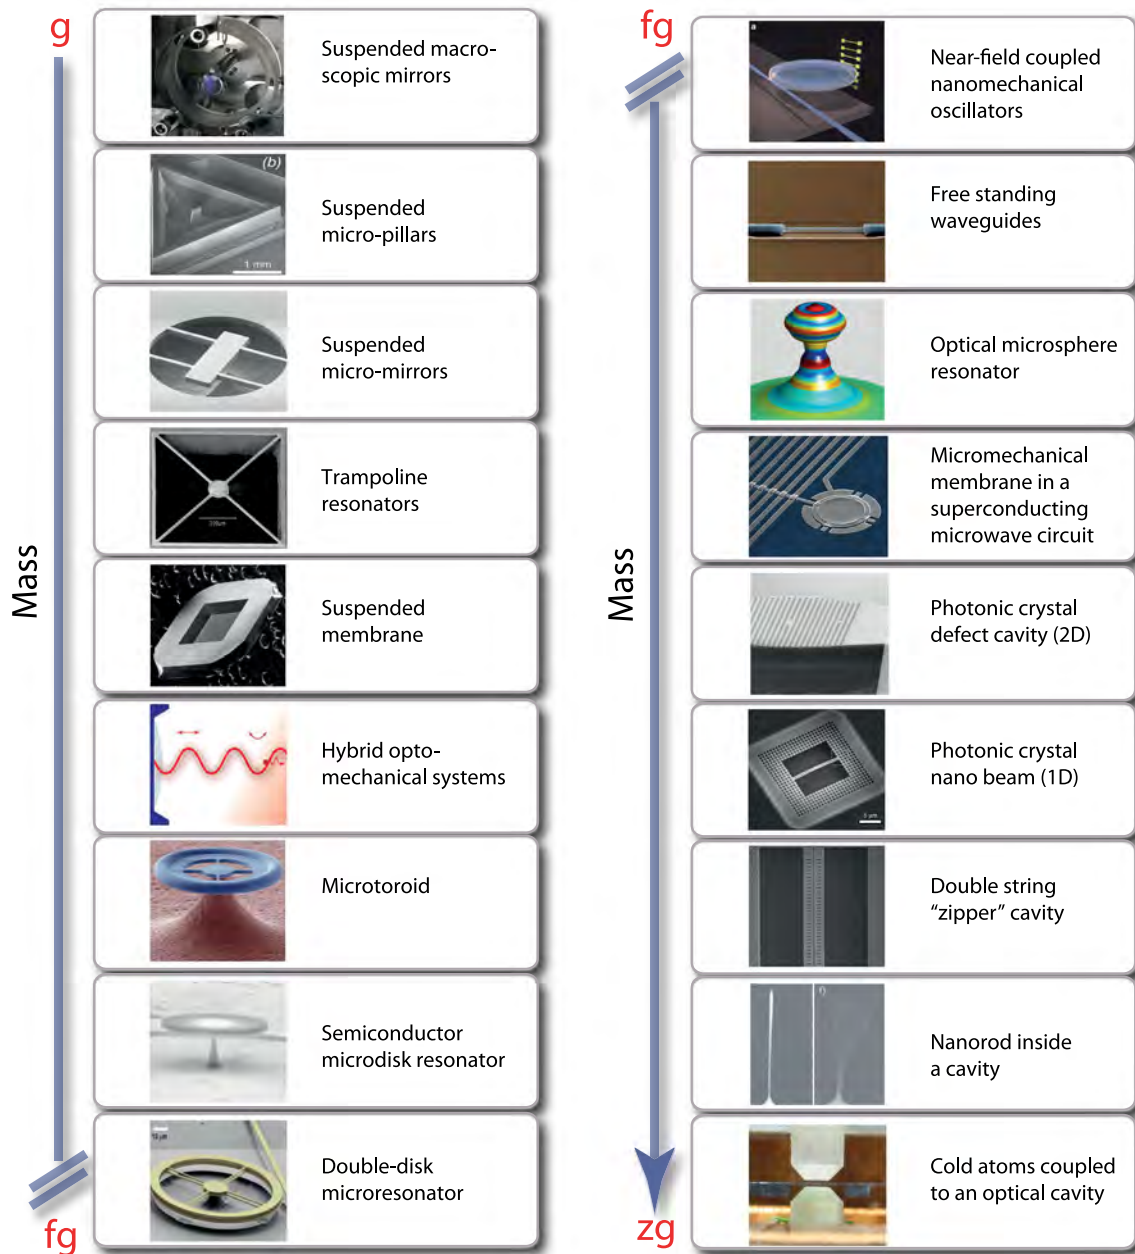 g
Suspended macro-
scopic mirrors
(b)
1 mm
Suspended
micro-pillars
Suspended
micro-mirrors
Trampoline
resonators
Suspended
membrane
Mass
Hybrid opto-
mechanical systems
Microtoroid
Semiconductor
microdisk resonator
10 µm
Double-disk
microresonator
fg
fg
a
Near-field coupled
nanomechanical
oscillators
Free standing
waveguides
Optical microsphere
resonator
Micromechanical
membrane in a
superconducting
microwave circuit
Mass
Photonic crystal
defect cavity (2D)
Photonic crystal
nano beam (1D)
Double string
“zipper” cavity
Nanorod inside
a cavity
Cold atoms coupled
to an optical cavity
zg